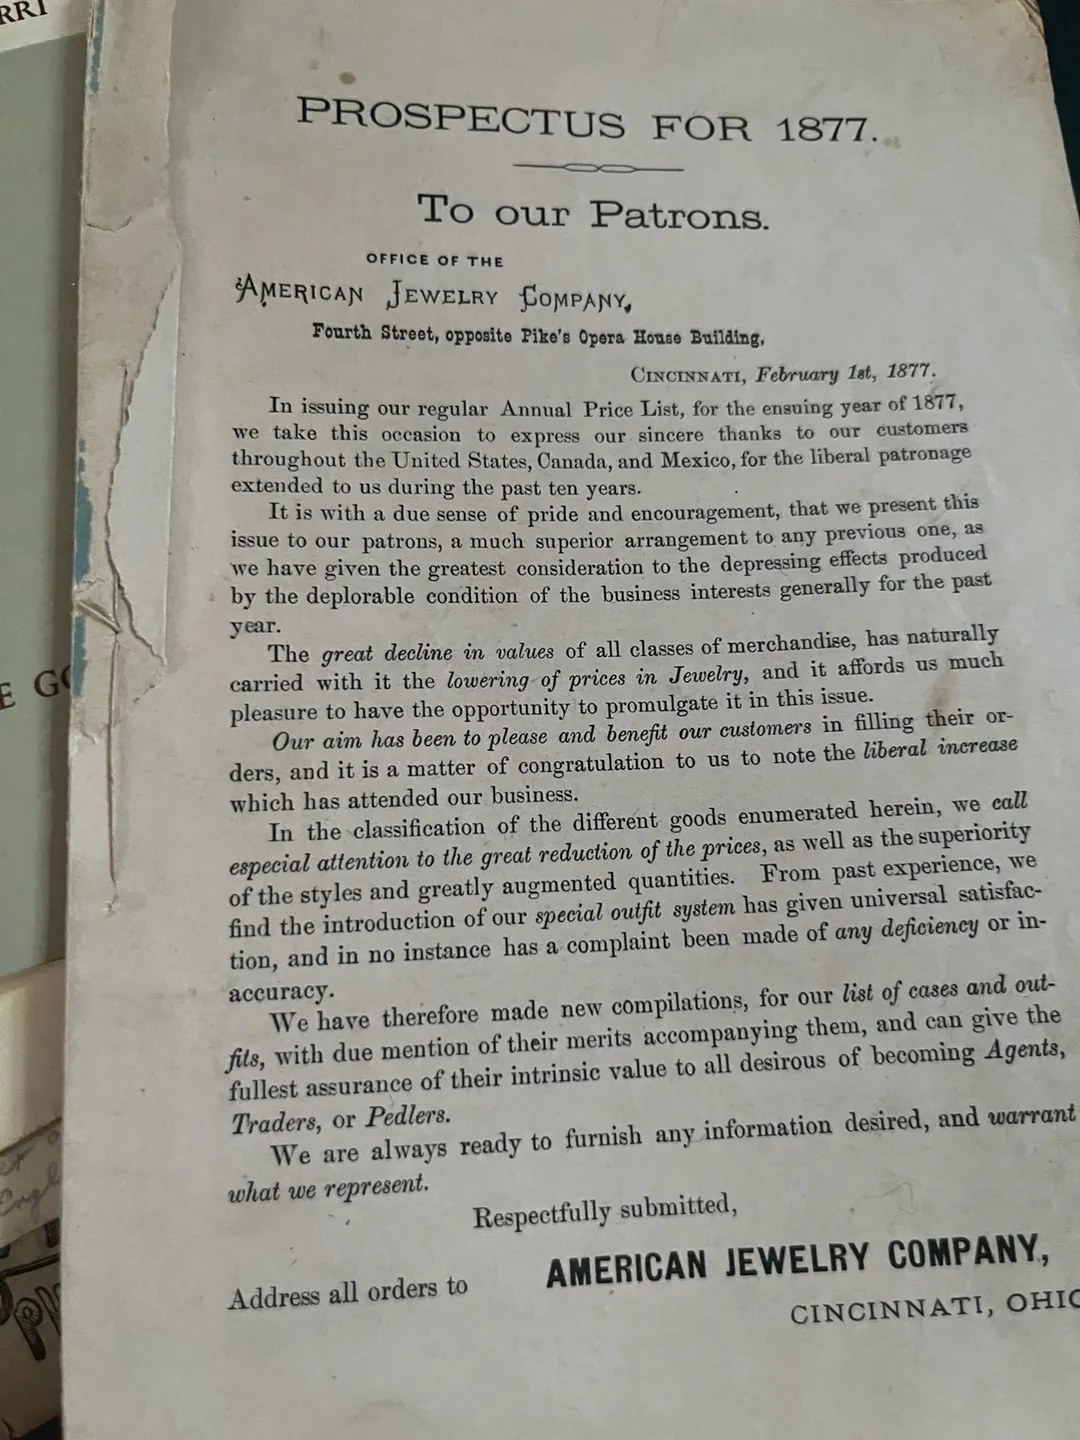 RRI
E GO
PROSPECTUS FOR 1877.
To our Patrons.
OFFICE OF THE
AMERICAN JEWELRY COMPANY,
Fourth Street, opposite Pike's Opera House Building,
CINCINNATI, February 1st, 1877.
In issuing our regular Annual Price List, for the ensuing year of 1877,
we take this occasion to express our sincere thanks to our customers
throughout the United States, Canada, and Mexico, for the liberal patronage
extended to us during the past ten years.
It is with a due sense of pride and encouragement, that we present this
issue to our patrons, a much superior arrangement to any previous one, as
we have given the greatest consideration to the depressing effects produced
by the deplorable condition of the business interests generally for the past
year.
The great decline in values of all classes of merchandise, has naturally
carried with it the lowering of prices in Jewelry, and it affords us much
pleasure to have the opportunity to promulgate it in this issue.
Our aim has been to please and benefit our customers in filling their or-
ders, and it is a matter of congratulation to us to note the liberal increase
which has attended our business.
In the classification of the different goods enumerated herein, we call
especial attention to the great reduction of the prices, as well as the superiority
of the styles and greatly augmented quantities. From past experience, we
find the introduction of our special outfit system has given universal satisfac-
tion, and in no instance has a complaint been made of any deficiency or in-
accuracy.
We have therefore made new compilations, for our list of cases and out-
fits, with due mention of their merits accompanying them, and can give the
fullest assurance of their intrinsic value to all desirous of becoming Agents,
Traders, or Pedlers.
We are always ready to furnish any information desired, and warrant
what we represent.
Respectfully submitted,
AMERICAN JEWELRY COMPANY,
Address all orders to
CINCINNATI, OHIO